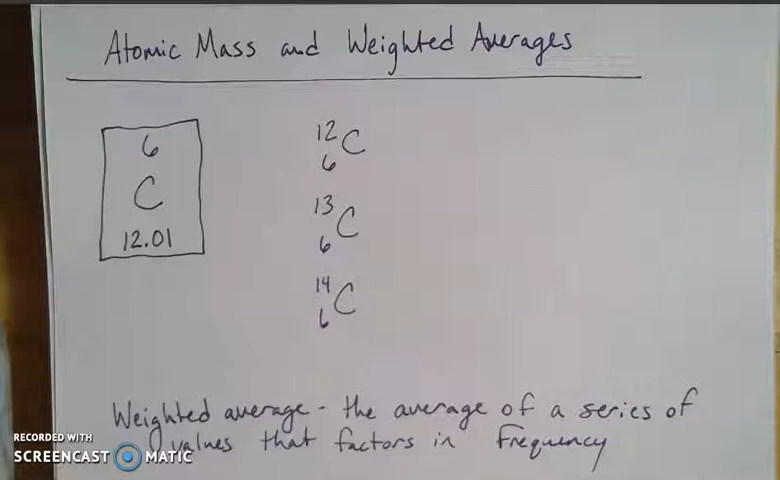 Atomic Mass and Weighted Averages
6
C
12.01
12
6 C
13
6 C
14
6 C
Weighted average - the average of a series of
values that factors in frequency
RECORDED WITH
SCREENCAST MATIC